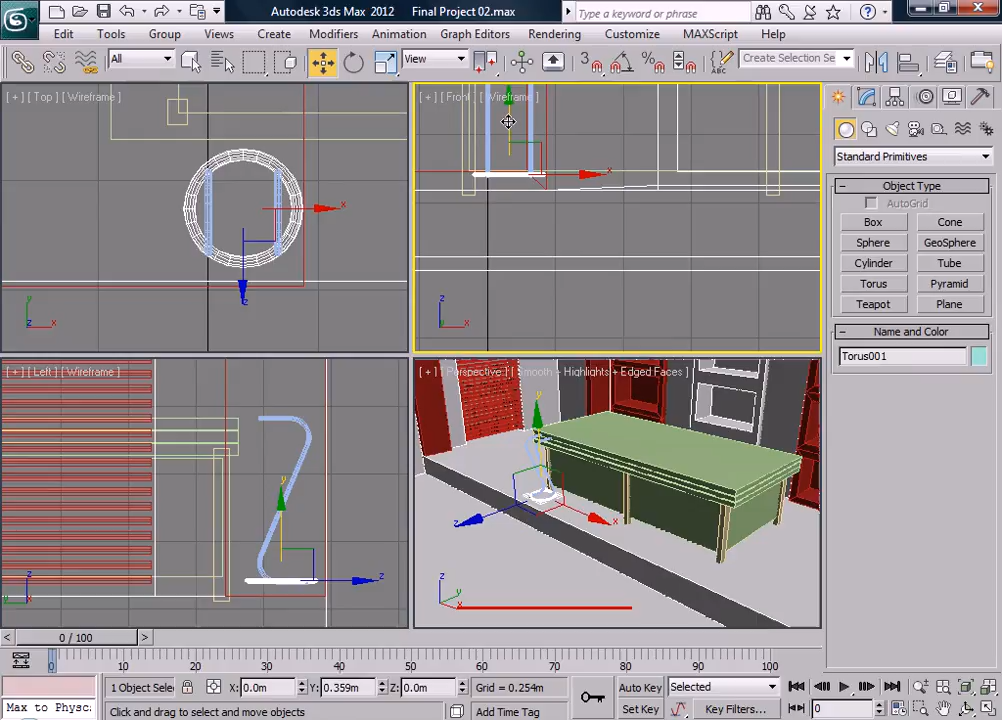 Autodesk 3ds Max 2012 Final Project 02.max
Type a keyword or phrase
Edit Tools Group Views Create Modifiers Animation Graph Editors Rendering Customize MAXScript Help
All View 3 Create Selection Se
[ + ] [ Top ] [ Wireframe ]
[ + ] [ Front ] [ Wireframe ]
y
x
z
x
z
y
x
x
z
x
Standard Primitives
Object Type
AutoGrid
Box Cone
Sphere GeoSphere
Cylinder Tube
Torus Pyramid
Teapot Plane
Name and Color
Torus001
[ + ] [ Left ] [ Wireframe ]
[ + ] [ Perspective ] [ Smooth + Highlights + Edged Faces ]
y
z
z
y
y
z
x
z
y
x
< 0 / 100 >
0 10 20 30 40 50 60 70 80 90 100
1 Object Selec X: 0.0m Y: 0.359m Z: 0.0m Grid = 0.254m Auto Key Selected
Max to Physc Click and drag to select and move objects Add Time Tag Set Key Key Filters... 0